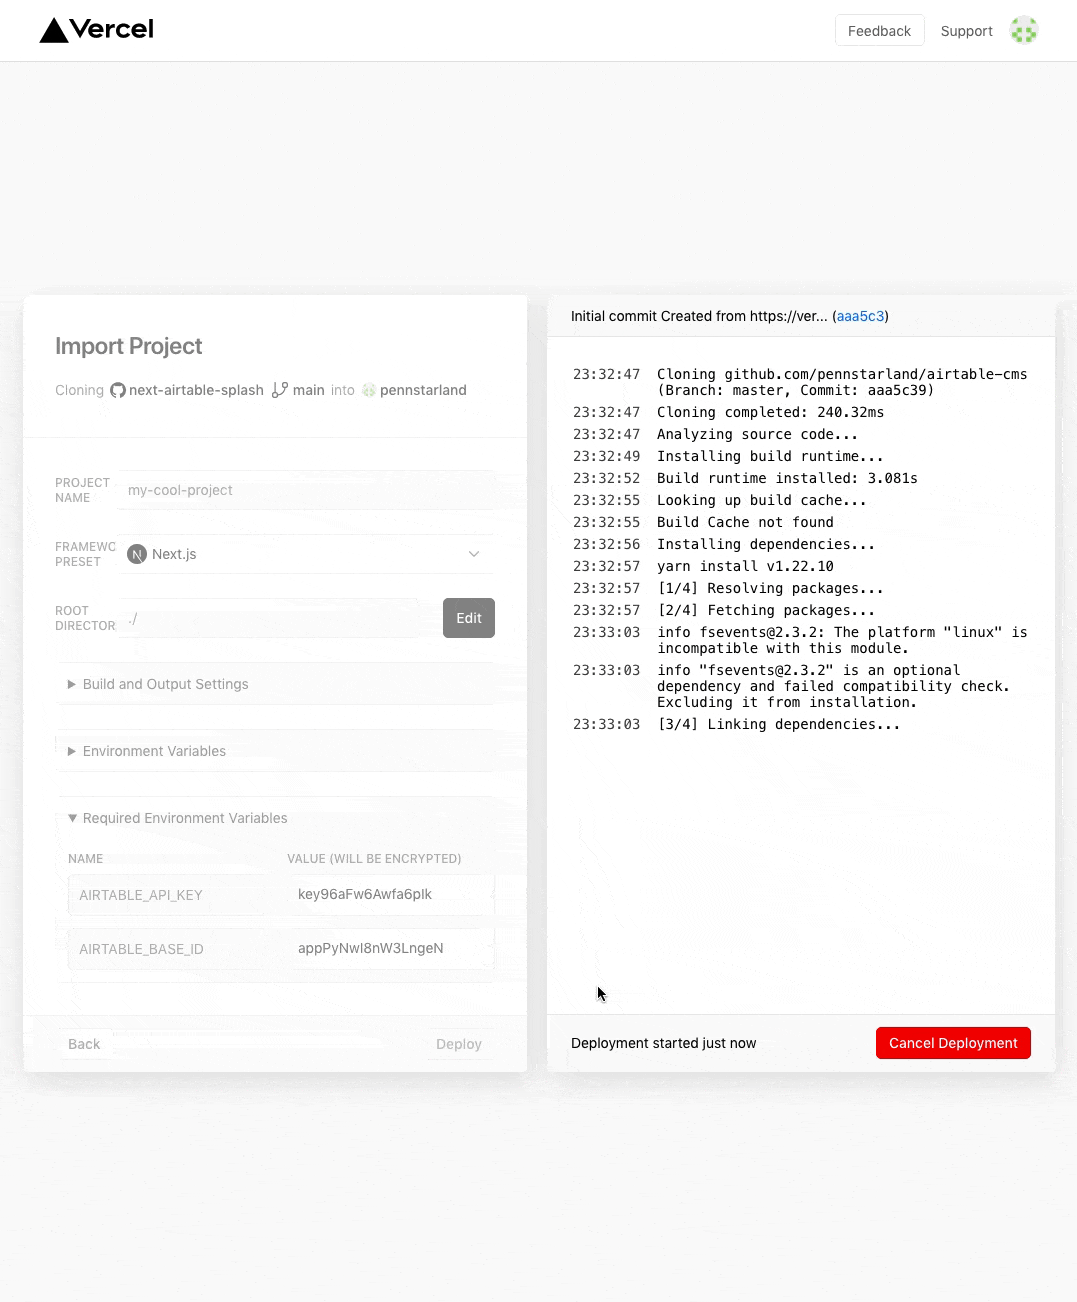 Vercel
Feedback
Support
Import Project
Cloning next-airtable-splash main into pennstarland
PROJECT
NAME
my-cool-project
FRAMEWO
PRESET
N Next.js
ROOT
DIRECTOR
./
Edit
Build and Output Settings
Environment Variables
Required Environment Variables
NAME
VALUE (WILL BE ENCRYPTED)
AIRTABLE_API_KEY
key96aFw6Awfa6pIk
AIRTABLE_BASE_ID
appPyNwI8nW3LngeN
Back
Deploy
Initial commit Created from https://ver... (aaa5c3)
23:32:47 Cloning github.com/pennstarland/airtable-cms
(Branch: master, Commit: aaa5c39)
23:32:47 Cloning completed: 240.32ms
23:32:47 Analyzing source code...
23:32:49 Installing build runtime...
23:32:52 Build runtime installed: 3.081s
23:32:55 Looking up build cache...
23:32:55 Build Cache not found
23:32:56 Installing dependencies...
23:32:57 yarn install v1.22.10
23:32:57 [1/4] Resolving packages...
23:32:57 [2/4] Fetching packages...
23:33:03 info fsevents@2.3.2: The platform "linux" is
incompatible with this module.
23:33:03 info "fsevents@2.3.2" is an optional
dependency and failed compatibility check.
Excluding it from installation.
23:33:03 [3/4] Linking dependencies...
Deployment started just now
Cancel Deployment